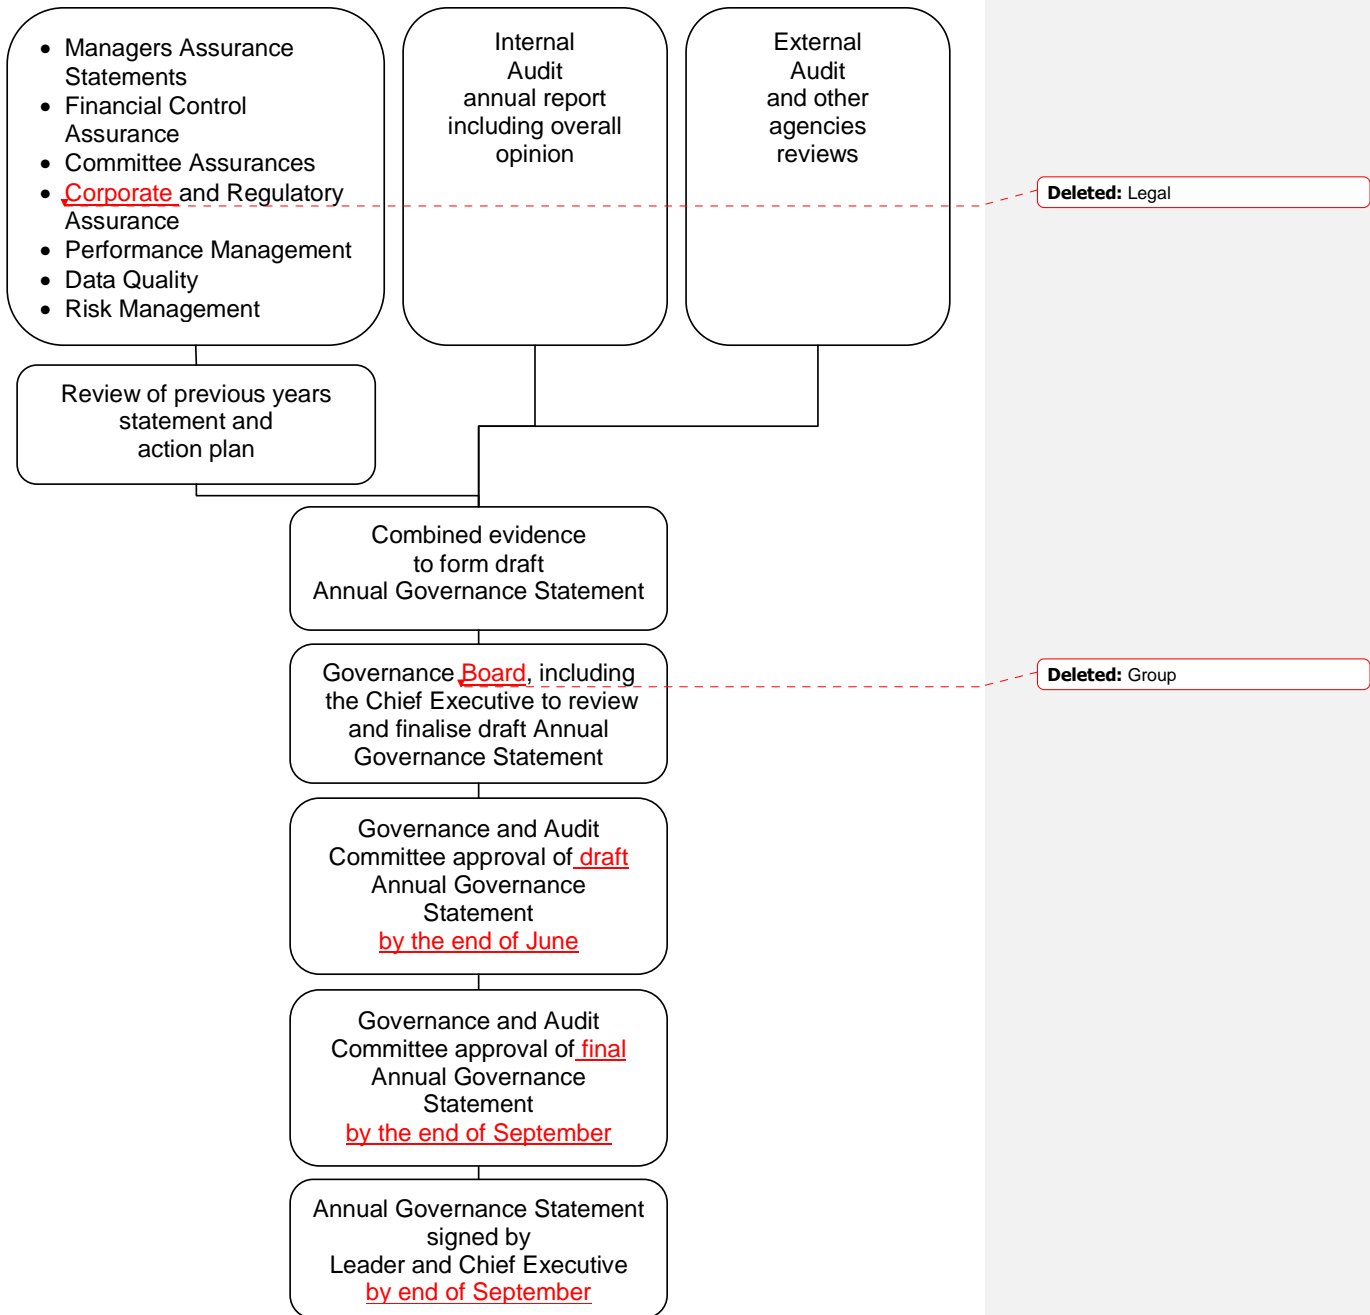 • Managers Assurance
Statements
• Financial Control
Assurance
• Committee Assurances
• Corporate and Regulatory
Assurance
• Performance Management
• Data Quality
• Risk Management
Internal
Audit
annual report
including overall
opinion
External
Audit
and other
agencies
reviews
Deleted: Legal
Review of previous years
statement and
action plan
Combined evidence
to form draft
Annual Governance Statement
Governance Board, including
the Chief Executive to review
and finalise draft Annual
Governance Statement
Deleted: Group
Governance and Audit
Committee approval of draft
Annual Governance
Statement
by the end of June
Governance and Audit
Committee approval of final
Annual Governance
Statement
by the end of September
Annual Governance Statement
signed by
Leader and Chief Executive
by end of September